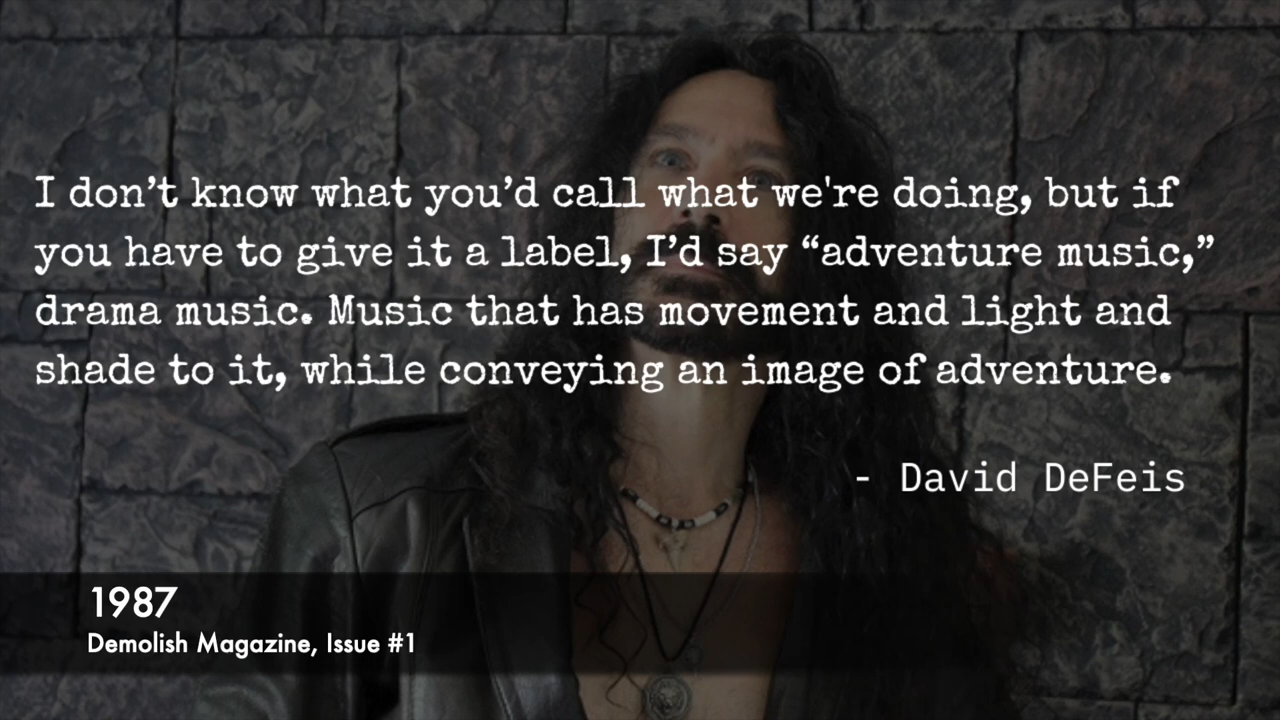 I don’t know what you’d call what we're doing, but if
you have to give it a label, I’d say “adventure music,”
drama music. Music that has movement and light and
shade to it, while conveying an image of adventure.
- David DeFeis
1987
Demolish Magazine, Issue #1